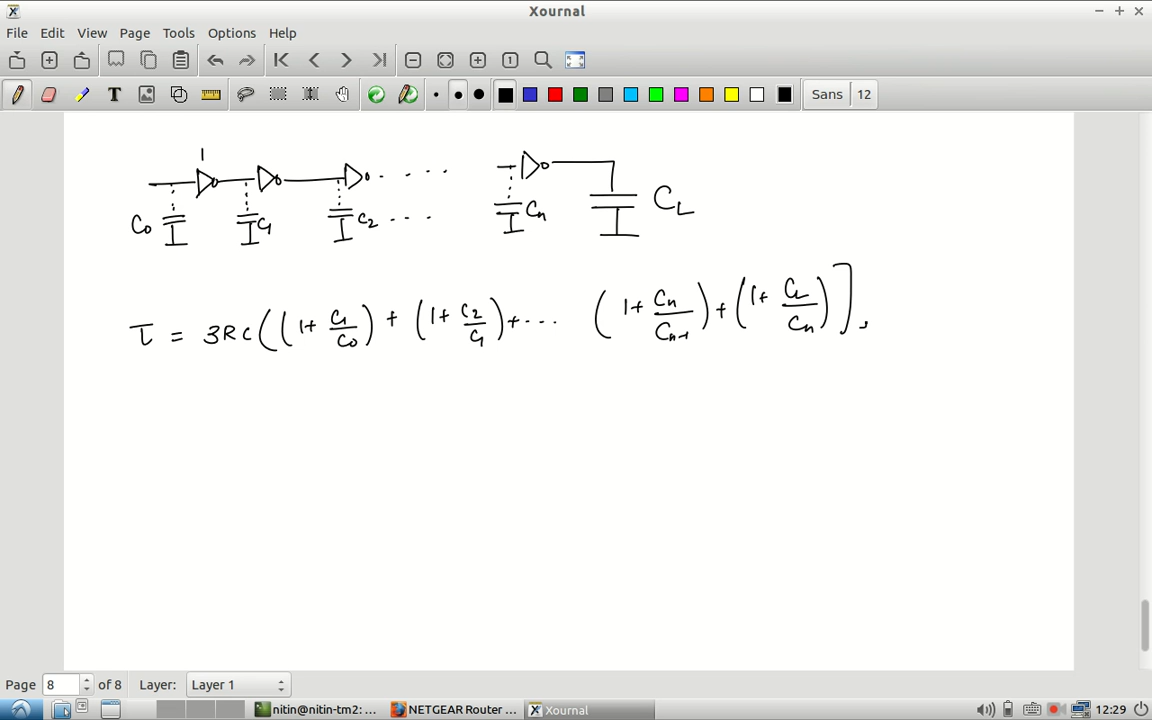 Xournal
File Edit View Page Tools Options Help
Sans 12
1
C0 C1 C2 .... Cn CL
τ = 3RC((1+C1/C0) + (1+C2/C1)+... (1+Cn/Cn-1)+(1+CL/Cn)],
Page 8 of 8 Layer: Layer 1
nitin@nitin-tm2: ... NETGEAR Router ... Xournal 12:29